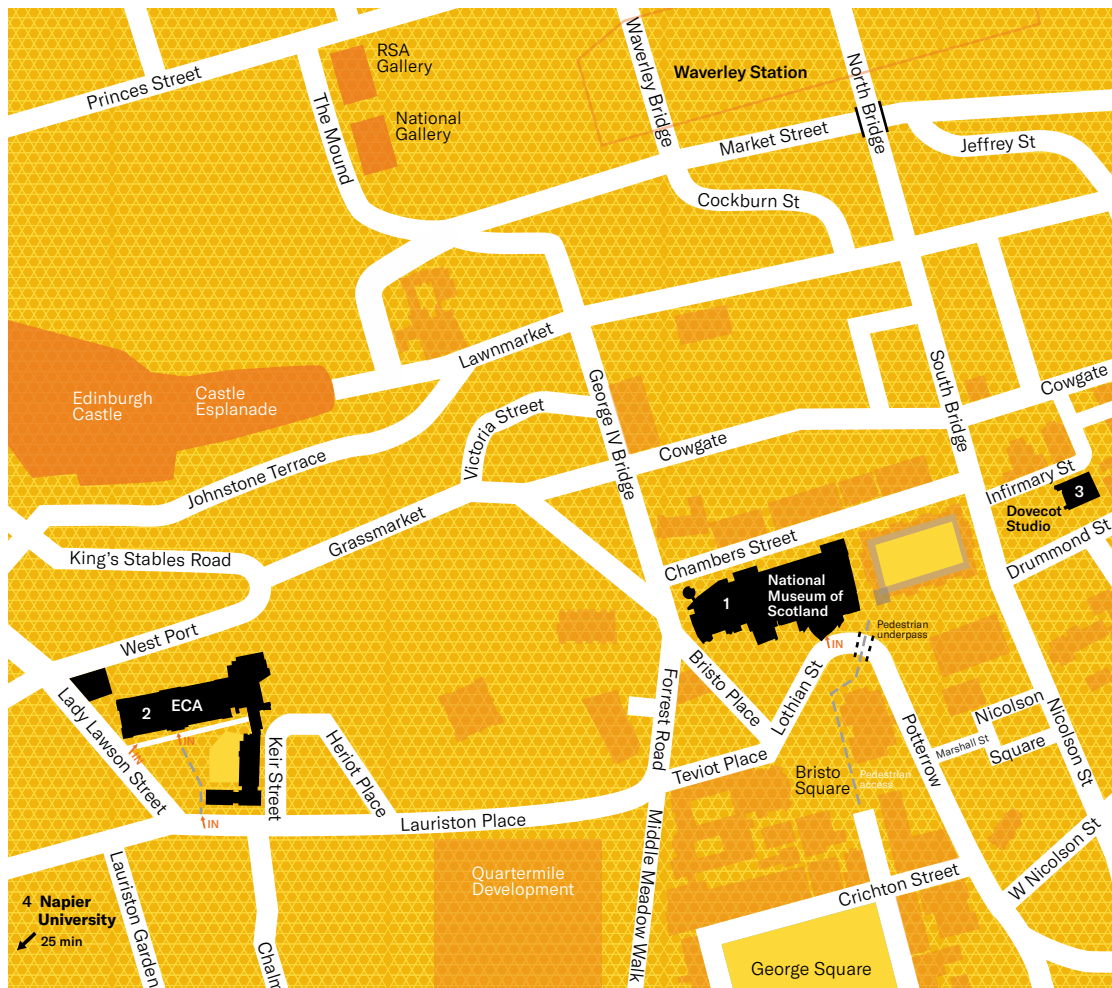 RSA
Gallery
Waverley Bridge
Waverley Station
North Bridge
Princes Street
The Mound
National
Gallery
Market Street
Jeffrey St
Cockburn St
Lawnmarket
Edinburgh
Castle
Castle
Esplanade
George IV Bridge
South Bridge
Cowgate
Victoria Street
Cowgate
Johnstone Terrace
Infirmary St
3
Dovecot
Studio
Grassmarket
Chambers Street
Drummond St
King's Stables Road
1
National
Museum of
Scotland
Pedestrian
underpass
IN
West Port
Bristo Place
Lothian St
Forrest Road
Lady Lawson Street
2
ECA
IN
IN
IN
Keir Street
Heriot Place
Teviot Place
Bristo
Square
Pedestrian
access
Potterrow
Nicolson
Square
Marshall St
Nicolson St
Lauriston Place
Middle Meadow Walk
W Nicolson St
Crichton Street
Quartermile
Development
Lauriston Garden
4 Napier
University
25 min
Chalm
George Square